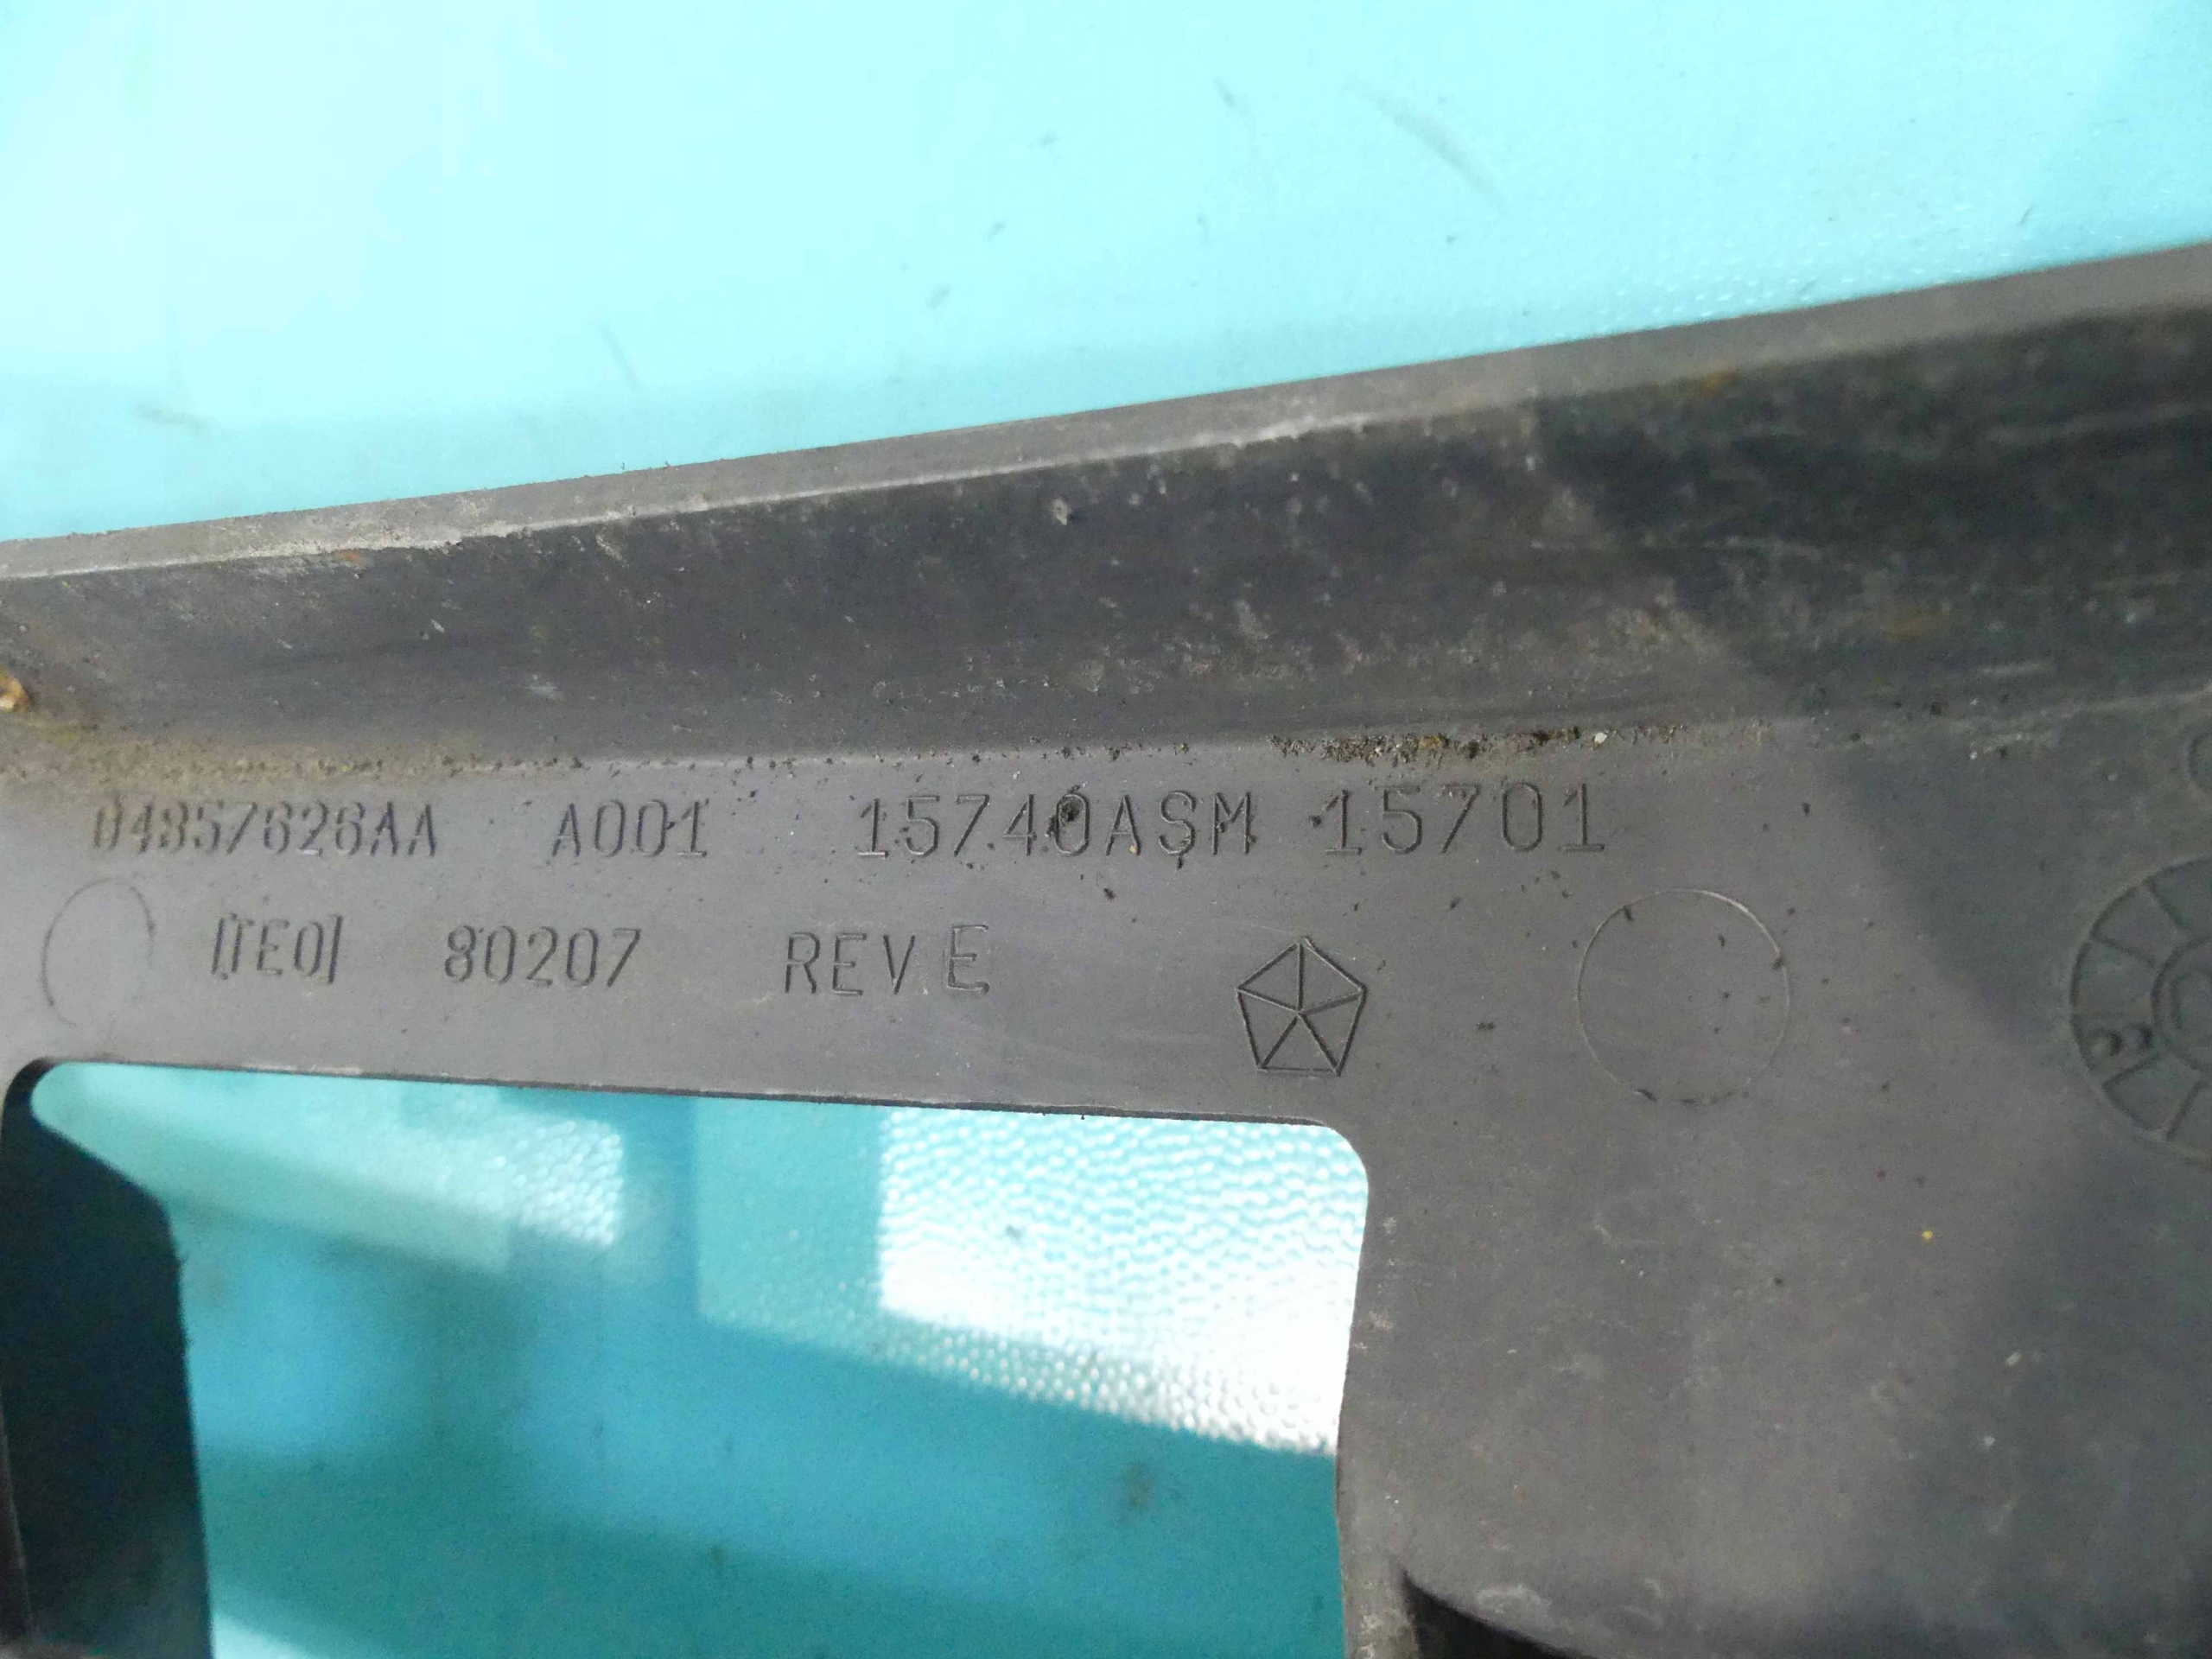 04857626AA A001 15740ASM 15701
[TEO] 80207 REV E